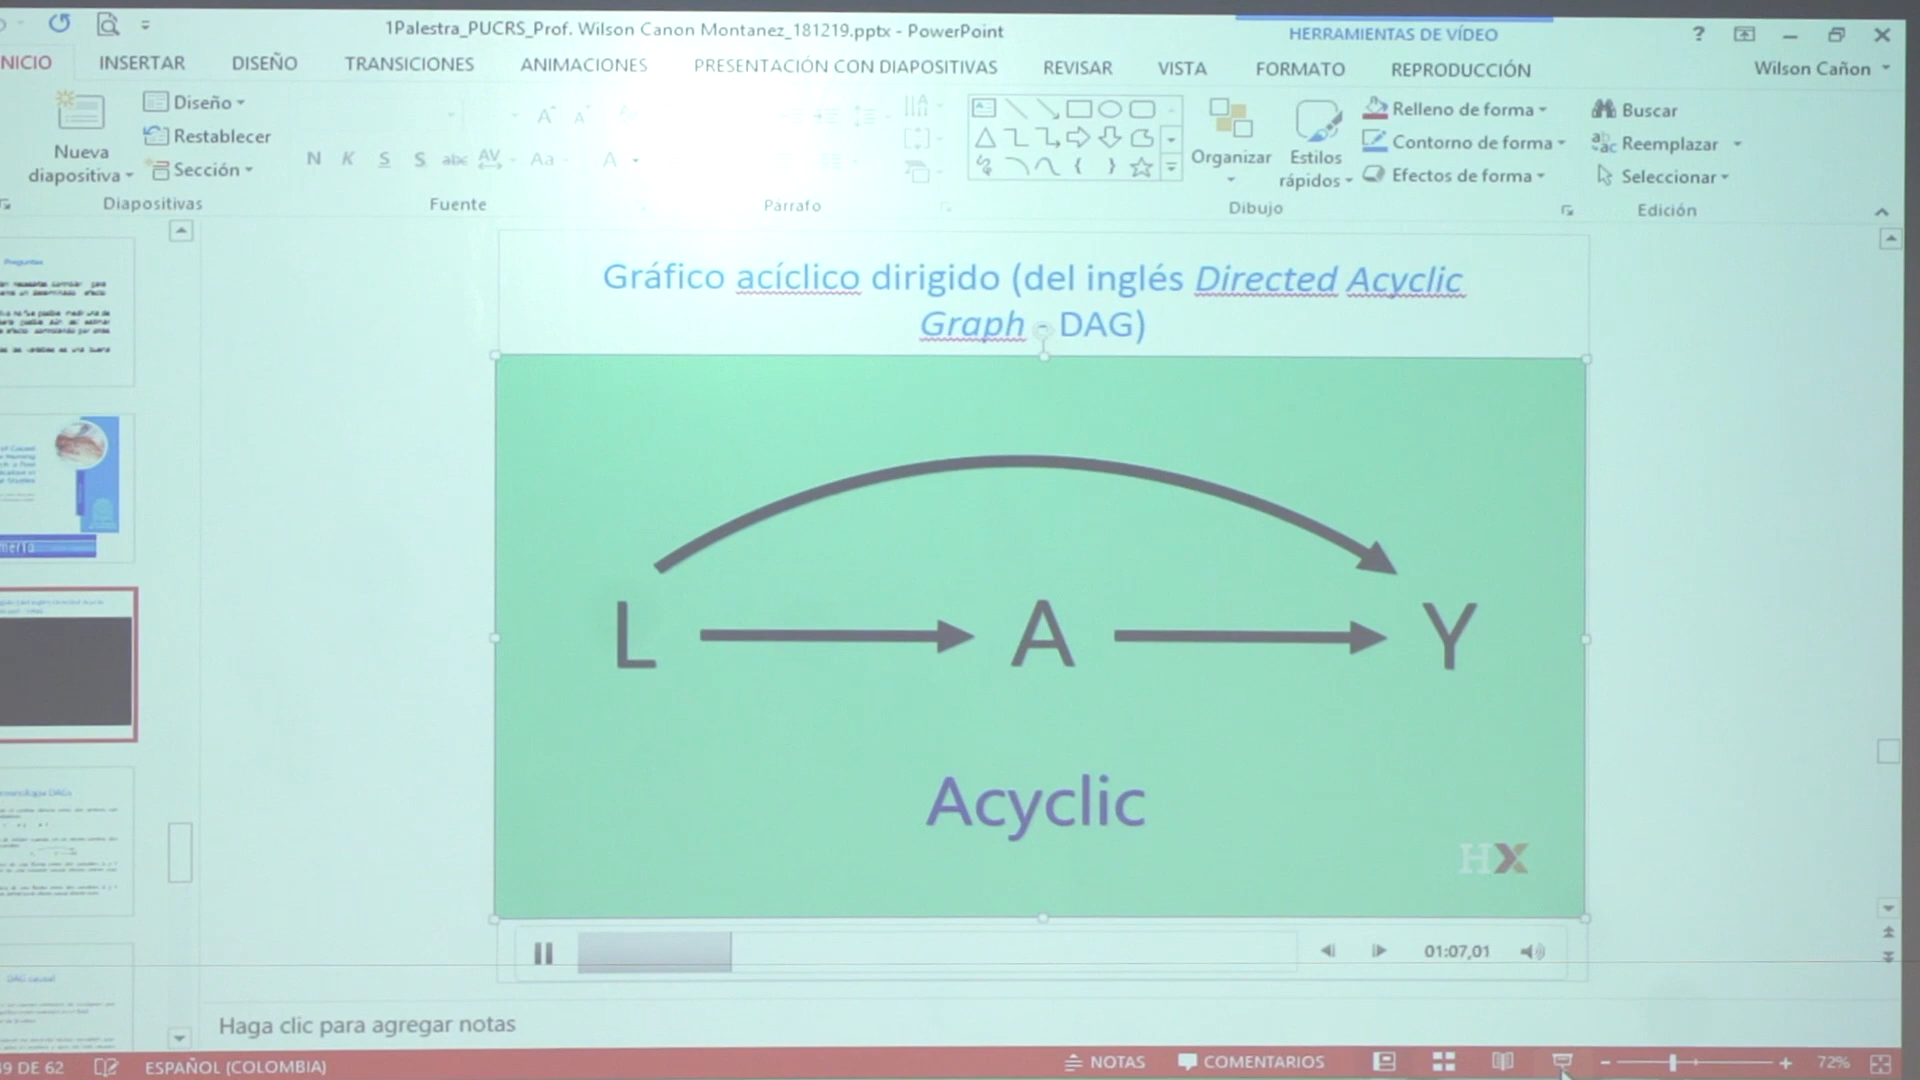 1Palestra_PUCRS_Prof. Wilson Canon Montanez_181219.pptx - PowerPoint
HERRAMIENTAS DE VÍDEO
?
INSERTAR
DISEÑO
TRANSICIONES
ANIMACIONES
PRESENTACIÓN CON DIAPOSITIVAS
REVISAR
VISTA
FORMATO
REPRODUCCIÓN
Wilson Cañon
Nueva
diapositiva
Diseño
Restablecer
Sección
Diapositivas
N K S S abc AV Aa A
Fuente
Párrafo
Organizar
Estilos
rápidos
Relleno de forma
Contorno de forma
Efectos de forma
Dibujo
Buscar
Reemplazar
Seleccionar
Edición
Preguntas
DAG causal
Gráfico acíclico dirigido (del inglés Directed Acyclic
Graph - DAG)
L A Y
Acyclic
HX
01:07,01
Haga clic para agregar notas
9 DE 62
ESPAÑOL (COLOMBIA)
NOTAS
COMENTARIOS
72%